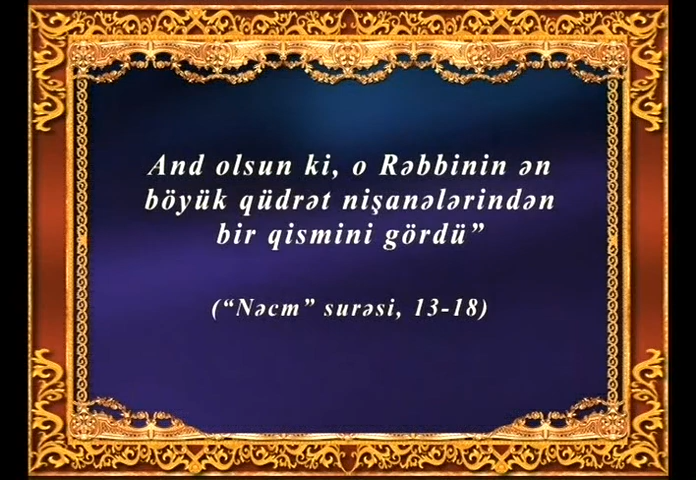 And olsun ki, o Rəbbinin ən
böyük qüdrət nişanələrindən
bir qismini gördü”
(“Nəcm” surəsi, 13-18)